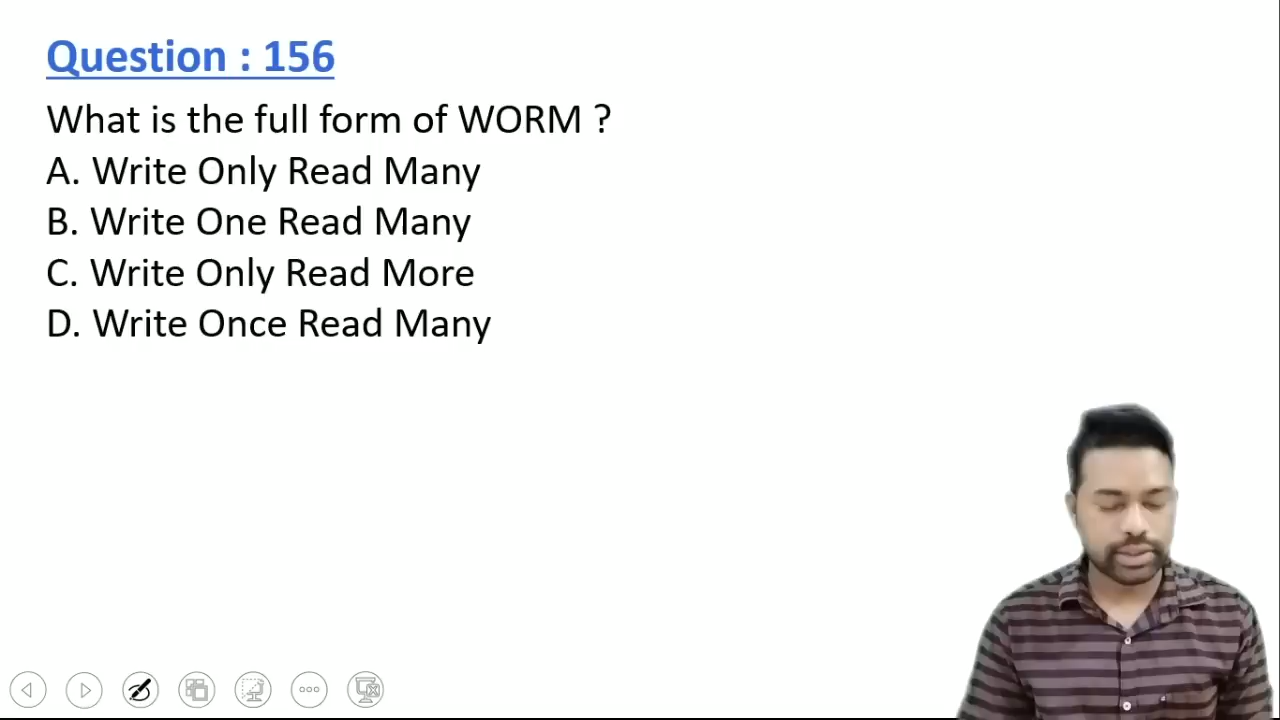 Question : 156
What is the full form of WORM ?
A. Write Only Read Many
B. Write One Read Many
C. Write Only Read More
D. Write Once Read Many